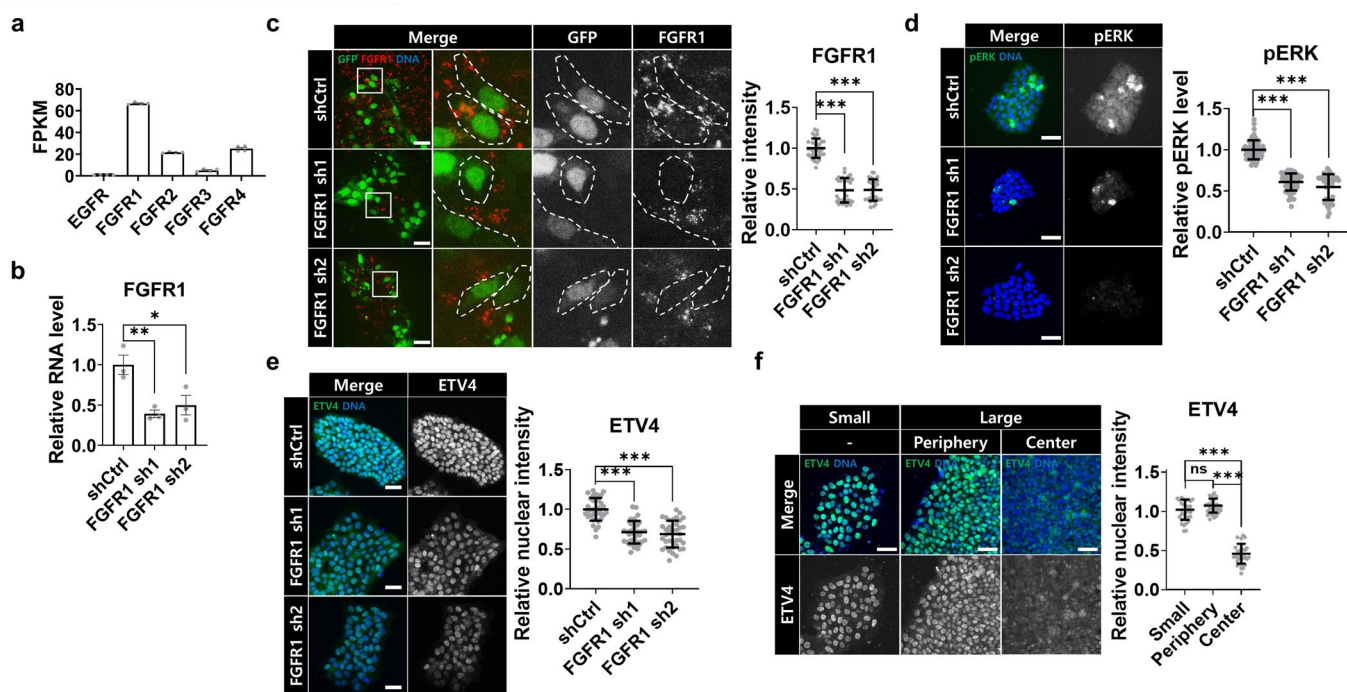 a
FPKM
80
60
40
20
0
EGFR
FGFR1
FGFR2
FGFR3
FGFR4
b
FGFR1
Relative RNA level
1.5
1.0
0.5
0.0
*
**
shCtrl
FGFR1 sh1
FGFR1 sh2
c
Merge
GFP
FGFR1
GFP FGFR1 DNA
shCtrl
FGFR1 sh1
FGFR1 sh2
FGFR1
Relative intensity
1.5
1.0
0.5
0.0
***
***
shCtrl
FGFR1 sh1
FGFR1 sh2
d
Merge
pERK
pERK DNA
shCtrl
FGFR1 sh1
FGFR1 sh2
pERK
Relative pERK level
1.5
1.0
0.5
0.0
***
***
shCtrl
FGFR1 sh1
FGFR1 sh2
e
Merge
ETV4
ETV4 DNA
shCtrl
FGFR1 sh1
FGFR1 sh2
ETV4
Relative nuclear intensity
1.5
1.0
0.5
0.0
***
***
shCtrl
FGFR1 sh1
FGFR1 sh2
f
Small
Large
-
Periphery
Center
ETV4 DNA
ETV4 DNA
ETV4 DNA
Merge
ETV4
ETV4
Relative nuclear intensity
1.5
1.0
0.5
0.0
***
ns
***
Small
Periphery
Center